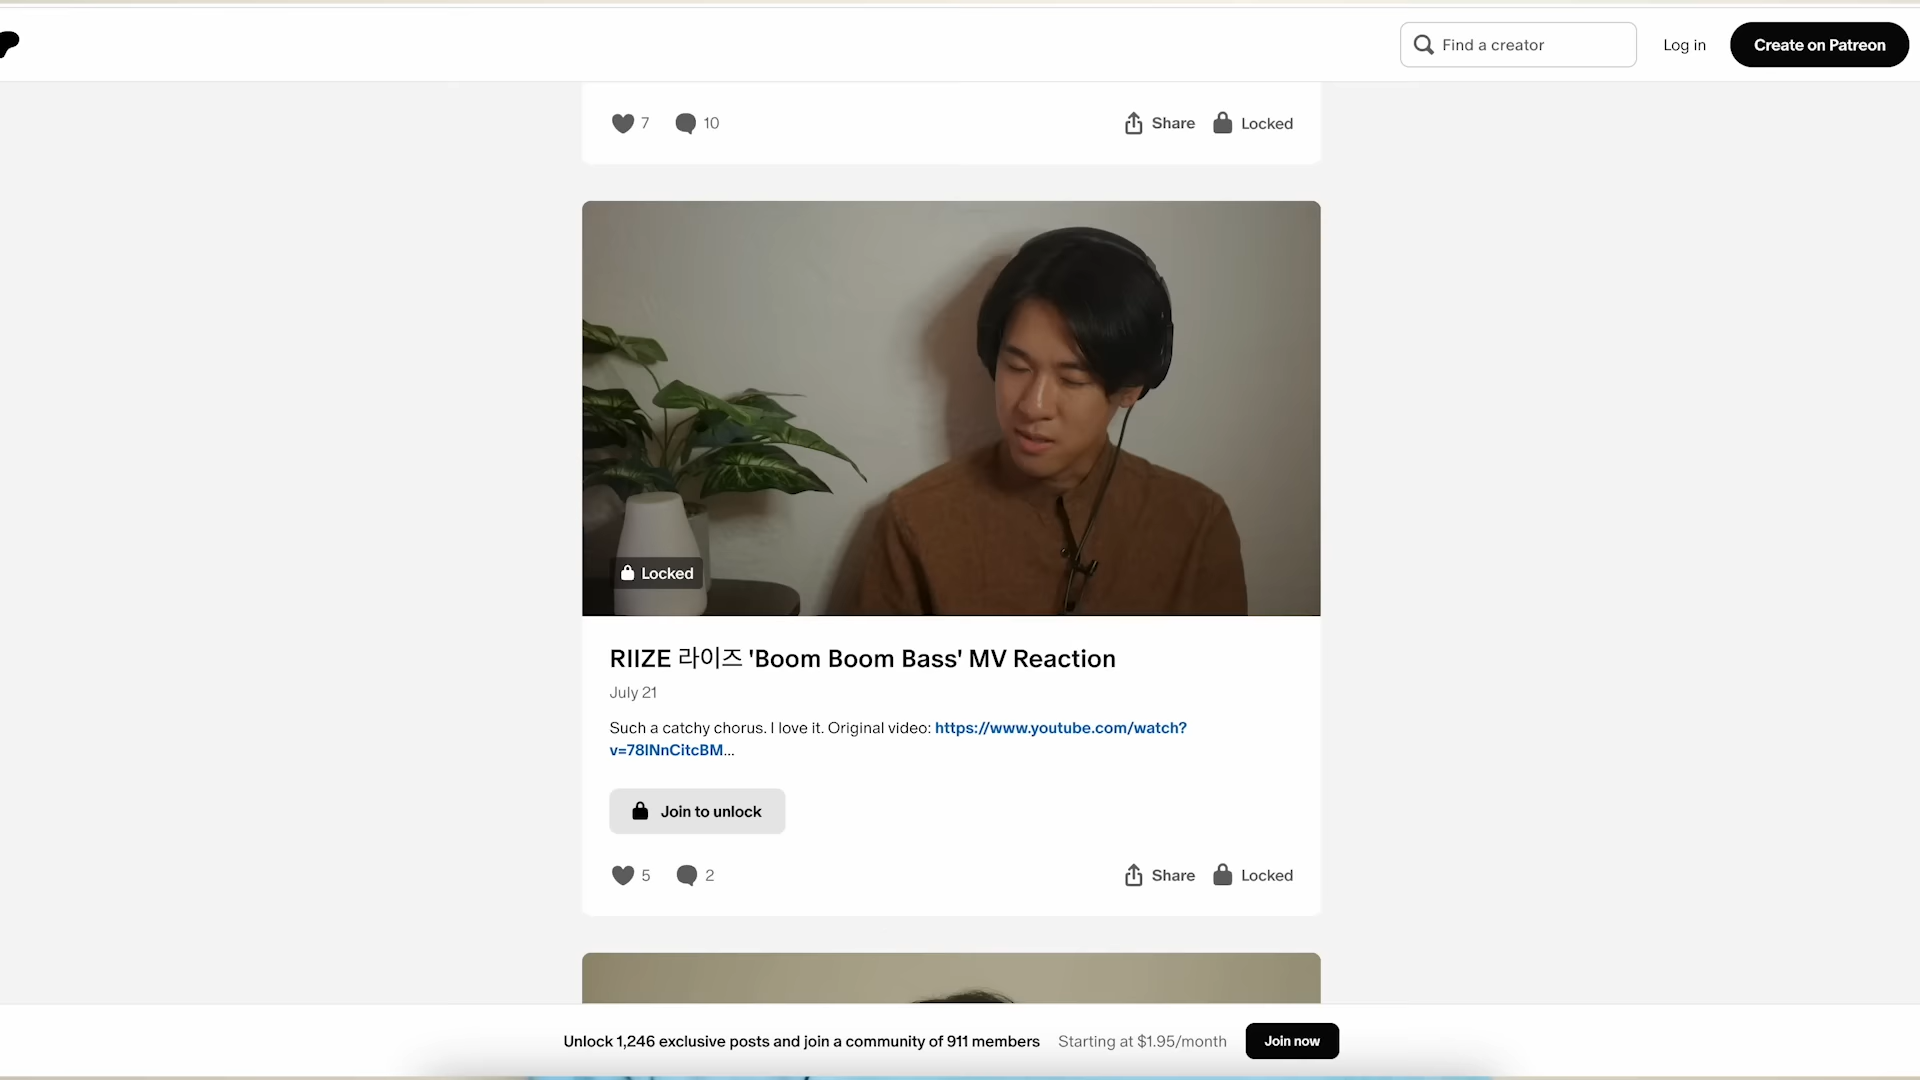 Find a creator
Log in
Create on Patreon
7
10
Share
Locked
Locked
RIIZE 라이즈 'Boom Boom Bass' MV Reaction
July 21
Such a catchy chorus. I love it. Original video: https://www.youtube.com/watch?
v=78INnCitcBM...
Join to unlock
5
2
Share
Locked
Unlock 1,246 exclusive posts and join a community of 911 members
Starting at $1.95/month
Join now